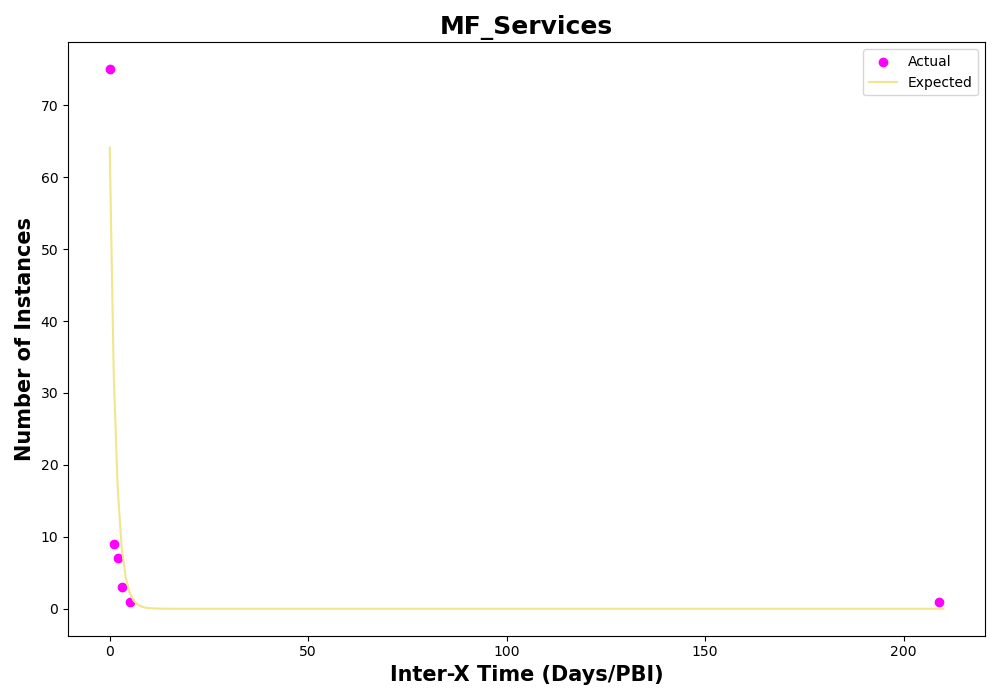 MF_Services
Actual
Expected
Number of Instances
70
60
50
40
30
20
10
0
0
50
100
150
200
Inter-X Time (Days/PBI)